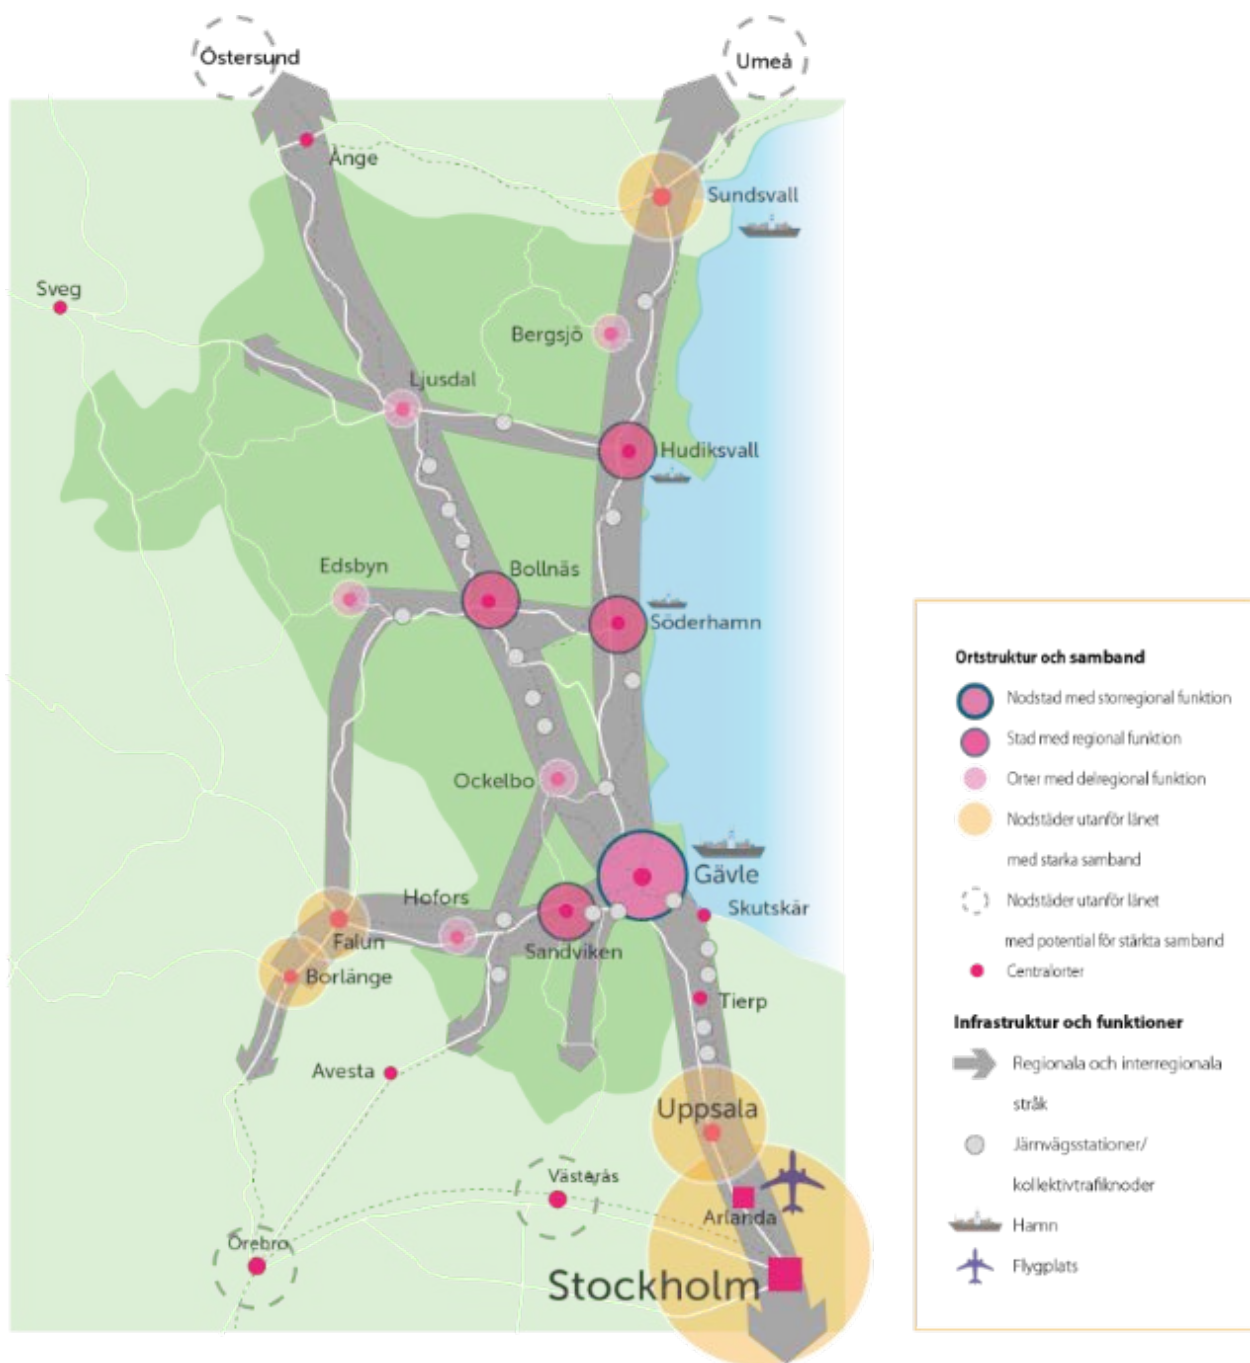 Östersund
Umeå
Ånge
Sundsvall
Sveg
Bergsjö
Ljusdal
Hudiksvall
Edsbyn
Bollnäs
Söderhamn
Ockelbo
Gävle
Hofors
Skutskär
Falun
Sandviken
Borlänge
Tierp
Avesta
Uppsala
Västerås
Arlanda
Örebro
Stockholm
Ortstruktur och samband
Nodstad med storregional funktion
Stad med regional funktion
Orter med delregional funktion
Nodstäder utanför länet
med starka samband
Nodstäder utanför länet
med potential för stärkta samband
Centralorter
Infrastruktur och funktioner
Regionala och interregionala
stråk
Järnvägsstationer/
kollektivtrafiknoder
Hamn
Flygplats